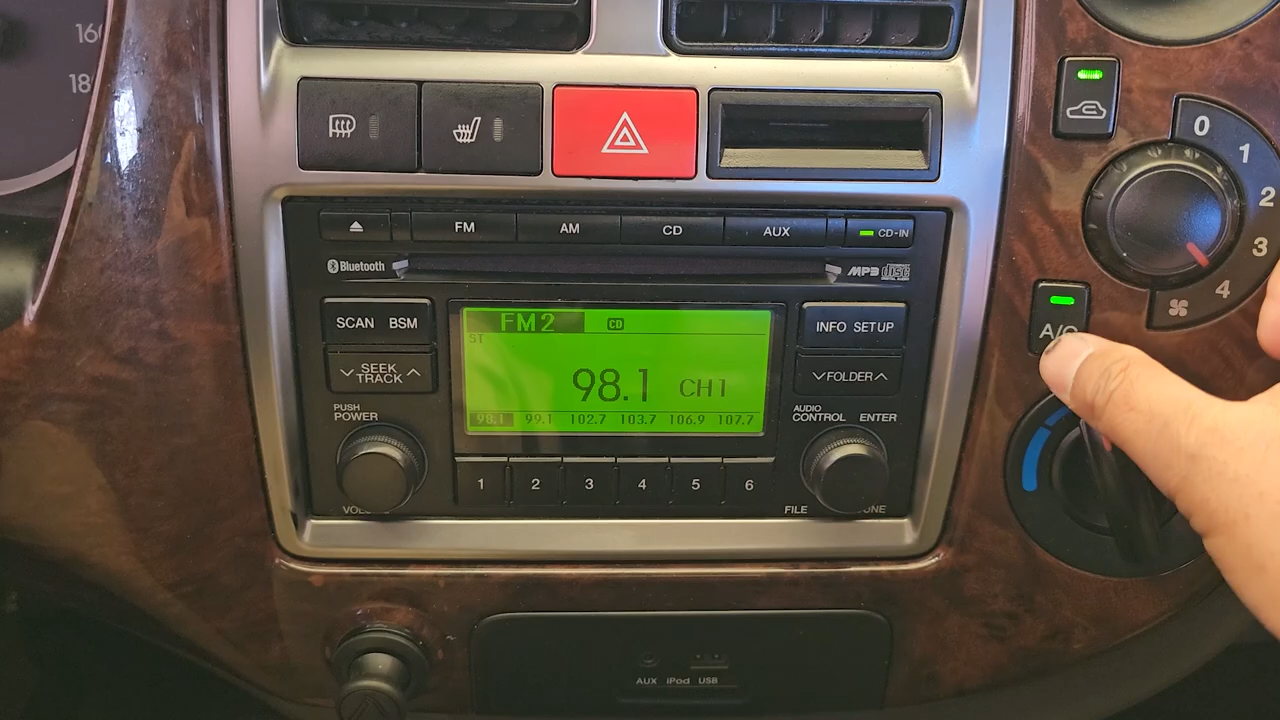 160
18
0
1
2
3
4
FM AM CD AUX CD-IN
Bluetooth
MP3
SCAN BSM
INFO SETUP
SEEK
TRACK
FOLDER
FM2 CD
ST
98.1 CH1
98.1 99.1 102.7 103.7 106.9 107.7
PUSH
POWER
AUDIO
CONTROL ENTER
1 2 3 4 5 6
VOL
FILE
A/C
AUX iPod USB